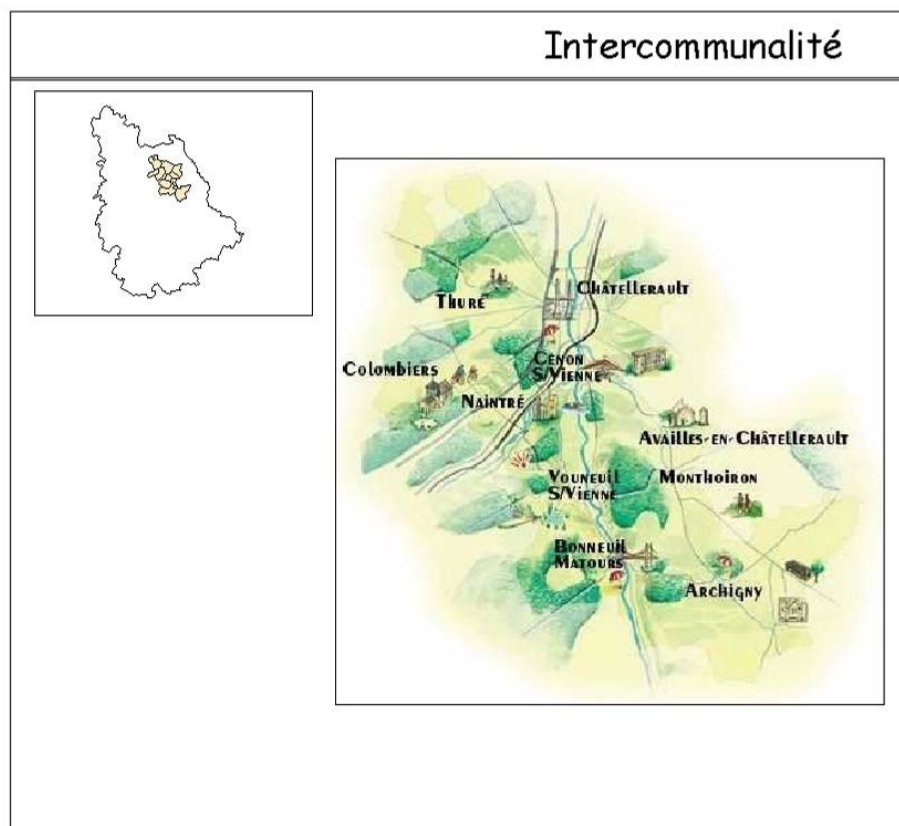 Intercommunalité
Thuré
Châtellerault
Cenon
S/Vienne
Colombiers
Naintré
Availles-en-Châtellerault
Vouneuil
S/Vienne
Monthoiron
Bonneuil
Matours
Archigny